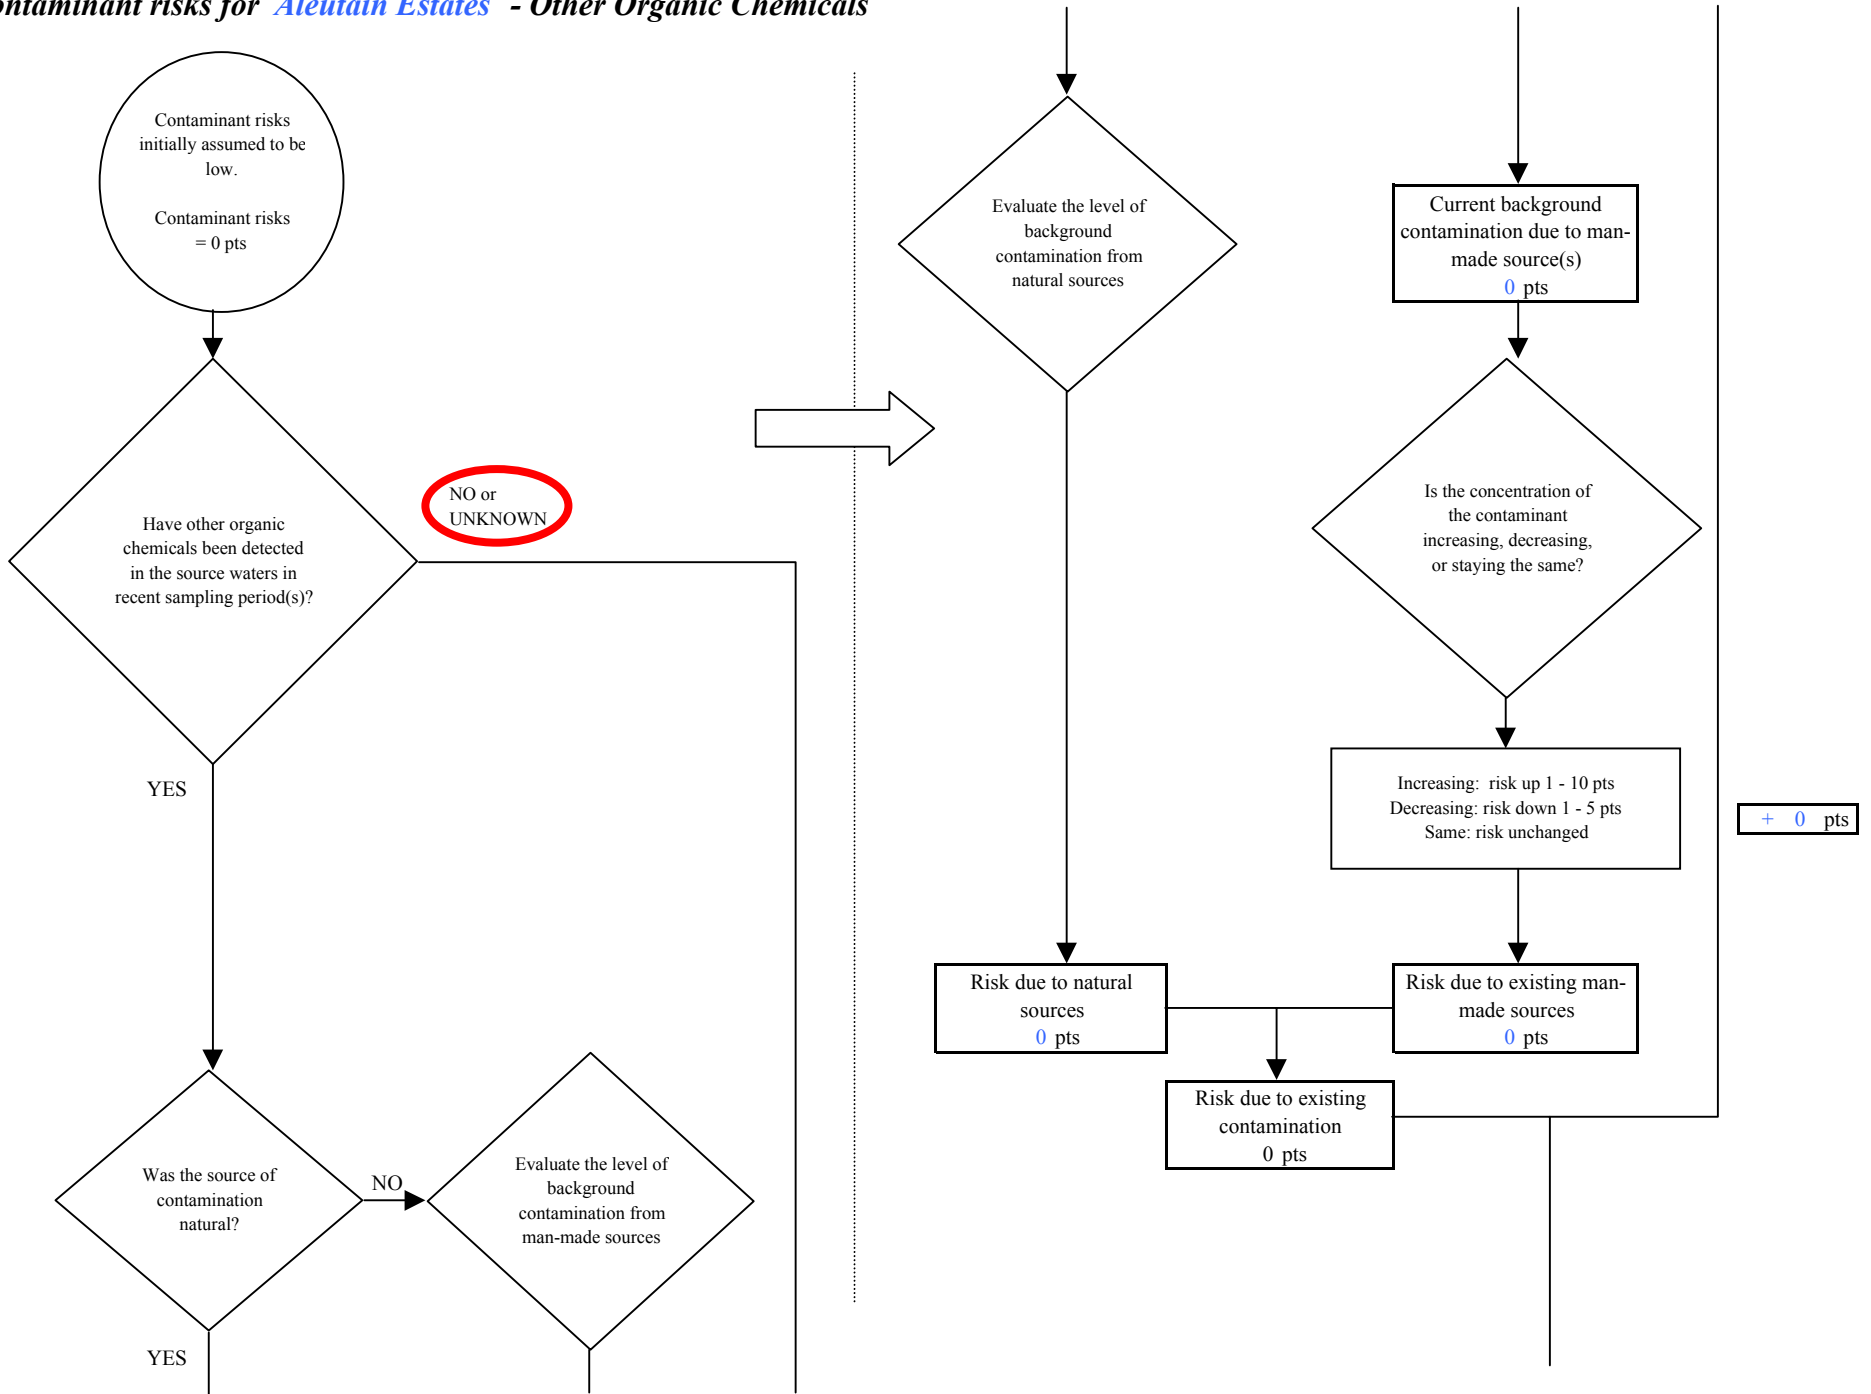 ontaminant risks for Aleutain Estates - Other Organic Chemicals
Contaminant risks
initially assumed to be
low.
Contaminant risks
= 0 pts
Have other organic
chemicals been detected
in the source waters in
recent sampling period(s)?
NO or
UNKNOWN
YES
Was the source of
contamination
natural?
NO
Evaluate the level of
background
contamination from
man-made sources
YES
Evaluate the level of
background
contamination from
natural sources
Current background
contamination due to man-
made source(s)
0 pts
Is the concentration of
the contaminant
increasing, decreasing,
or staying the same?
Increasing: risk up 1 - 10 pts
Decreasing: risk down 1 - 5 pts
Same: risk unchanged
+ 0 pts
Risk due to natural
sources
0 pts
Risk due to existing man-
made sources
0 pts
Risk due to existing
contamination
0 pts